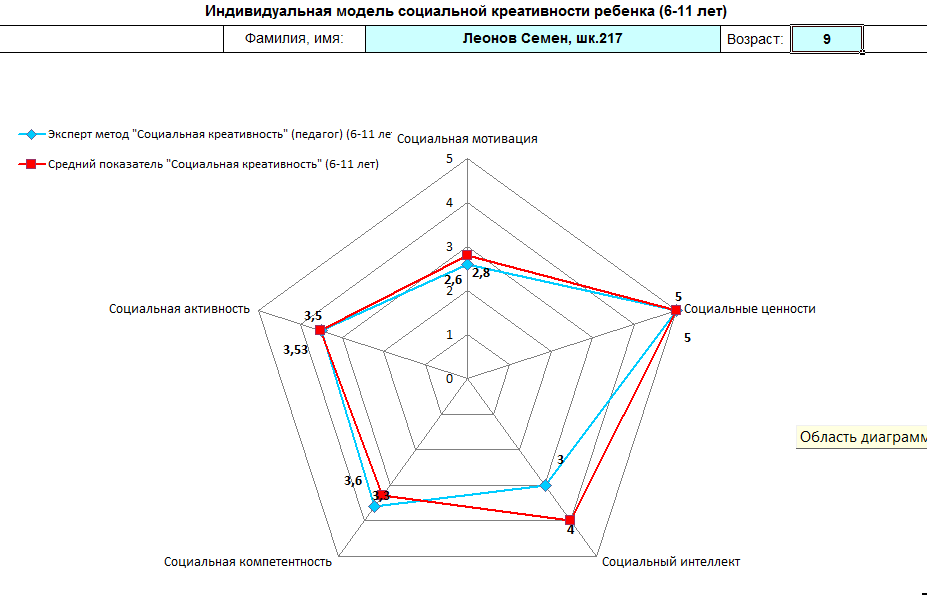 Индивидуальная модель социальной креативности ребенка (6-11 лет)
Фамилия, имя: Леонов Семен, шк.217 Возраст: 9
Эксперт метод "Социальная креативность" (педагог) (6-11 ле
Социальная мотивация
Средний показатель "Социальная креативность" (6-11 лет)
5
4
3
2,8
2,6
2
1
0
5
Социальные ценности
5
Социальная активность
3,5
3,53
Область диаграмм
3
3,6
3,3
4
Социальная компетентность
Социальный интеллект